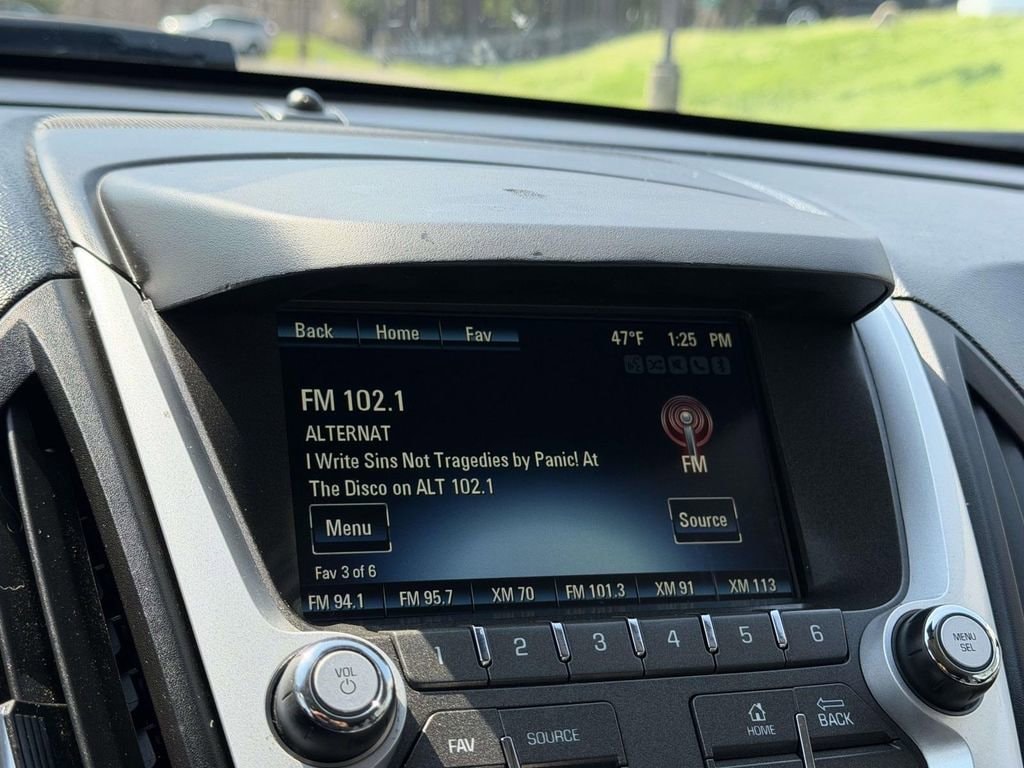 Back Home Fav 47°F 1:25 PM
FM 102.1
ALTERNAT
I Write Sins Not Tragedies by Panic! At
The Disco on ALT 102.1
FM
Menu Source
Fav 3 of 6
FM 94.1 FM 95.7 XM 70 FM 101.3 XM 91 XM 113
1 2 3 4 5 6
VOL
MENU
SEL
FAV SOURCE
HOME
BACK